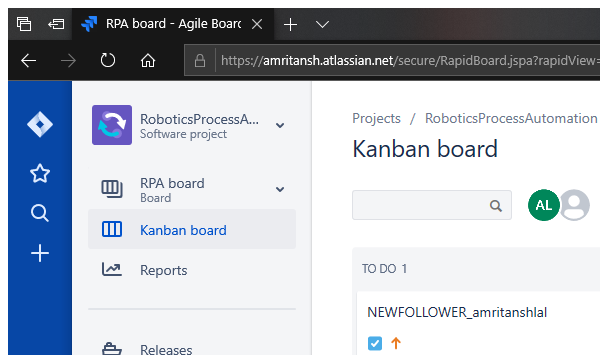 RPA board - Agile Board
https://amritansh.atlassian.net/secure/RapidBoard.jspa?rapidView=
RoboticsProcessA...
Software project
Projects / RoboticsProcessAutomation
Kanban board
RPA board
Board
AL
Kanban board
Reports
TO DO 1
NEWFOLLOWER_amritanshlal
Releases